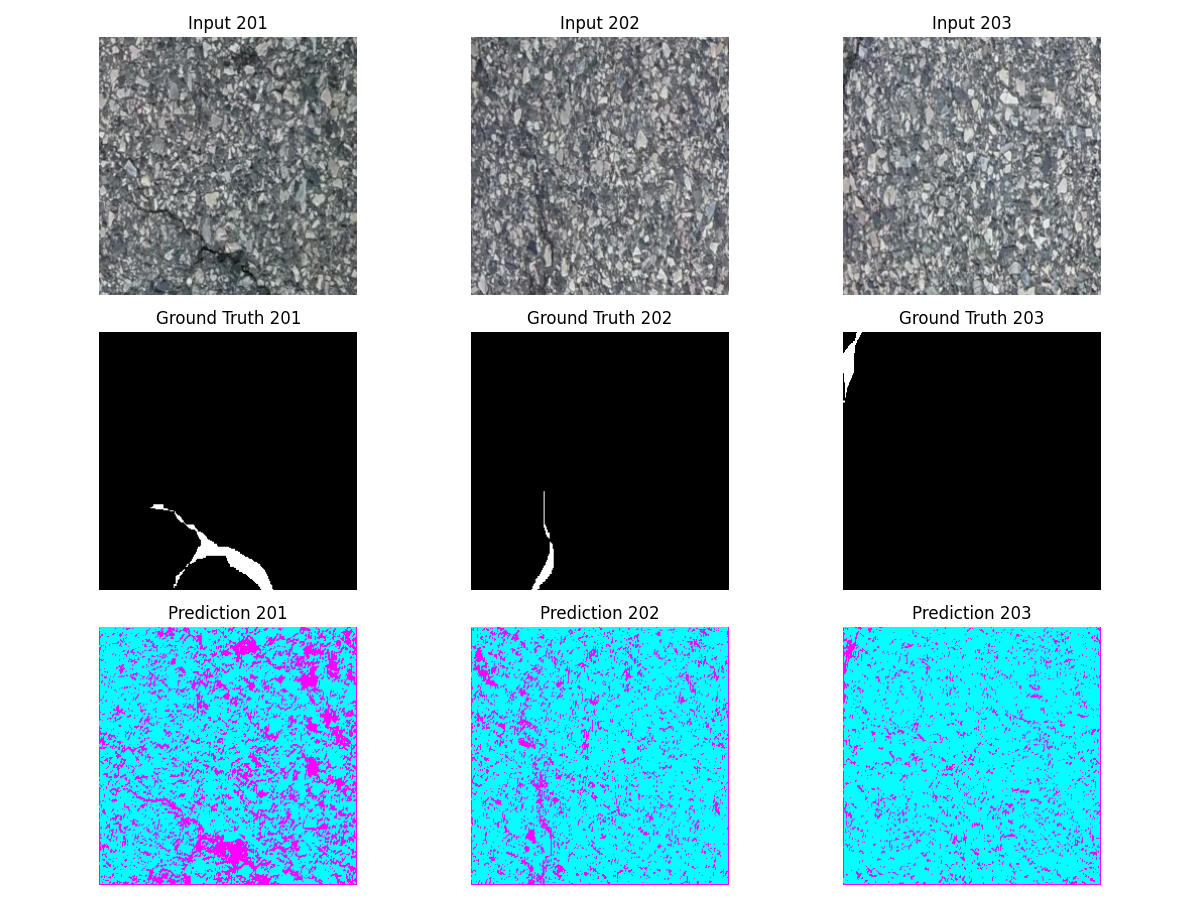 Input 201
Input 202
Input 203
Ground Truth 201
Ground Truth 202
Ground Truth 203
Prediction 201
Prediction 202
Prediction 203